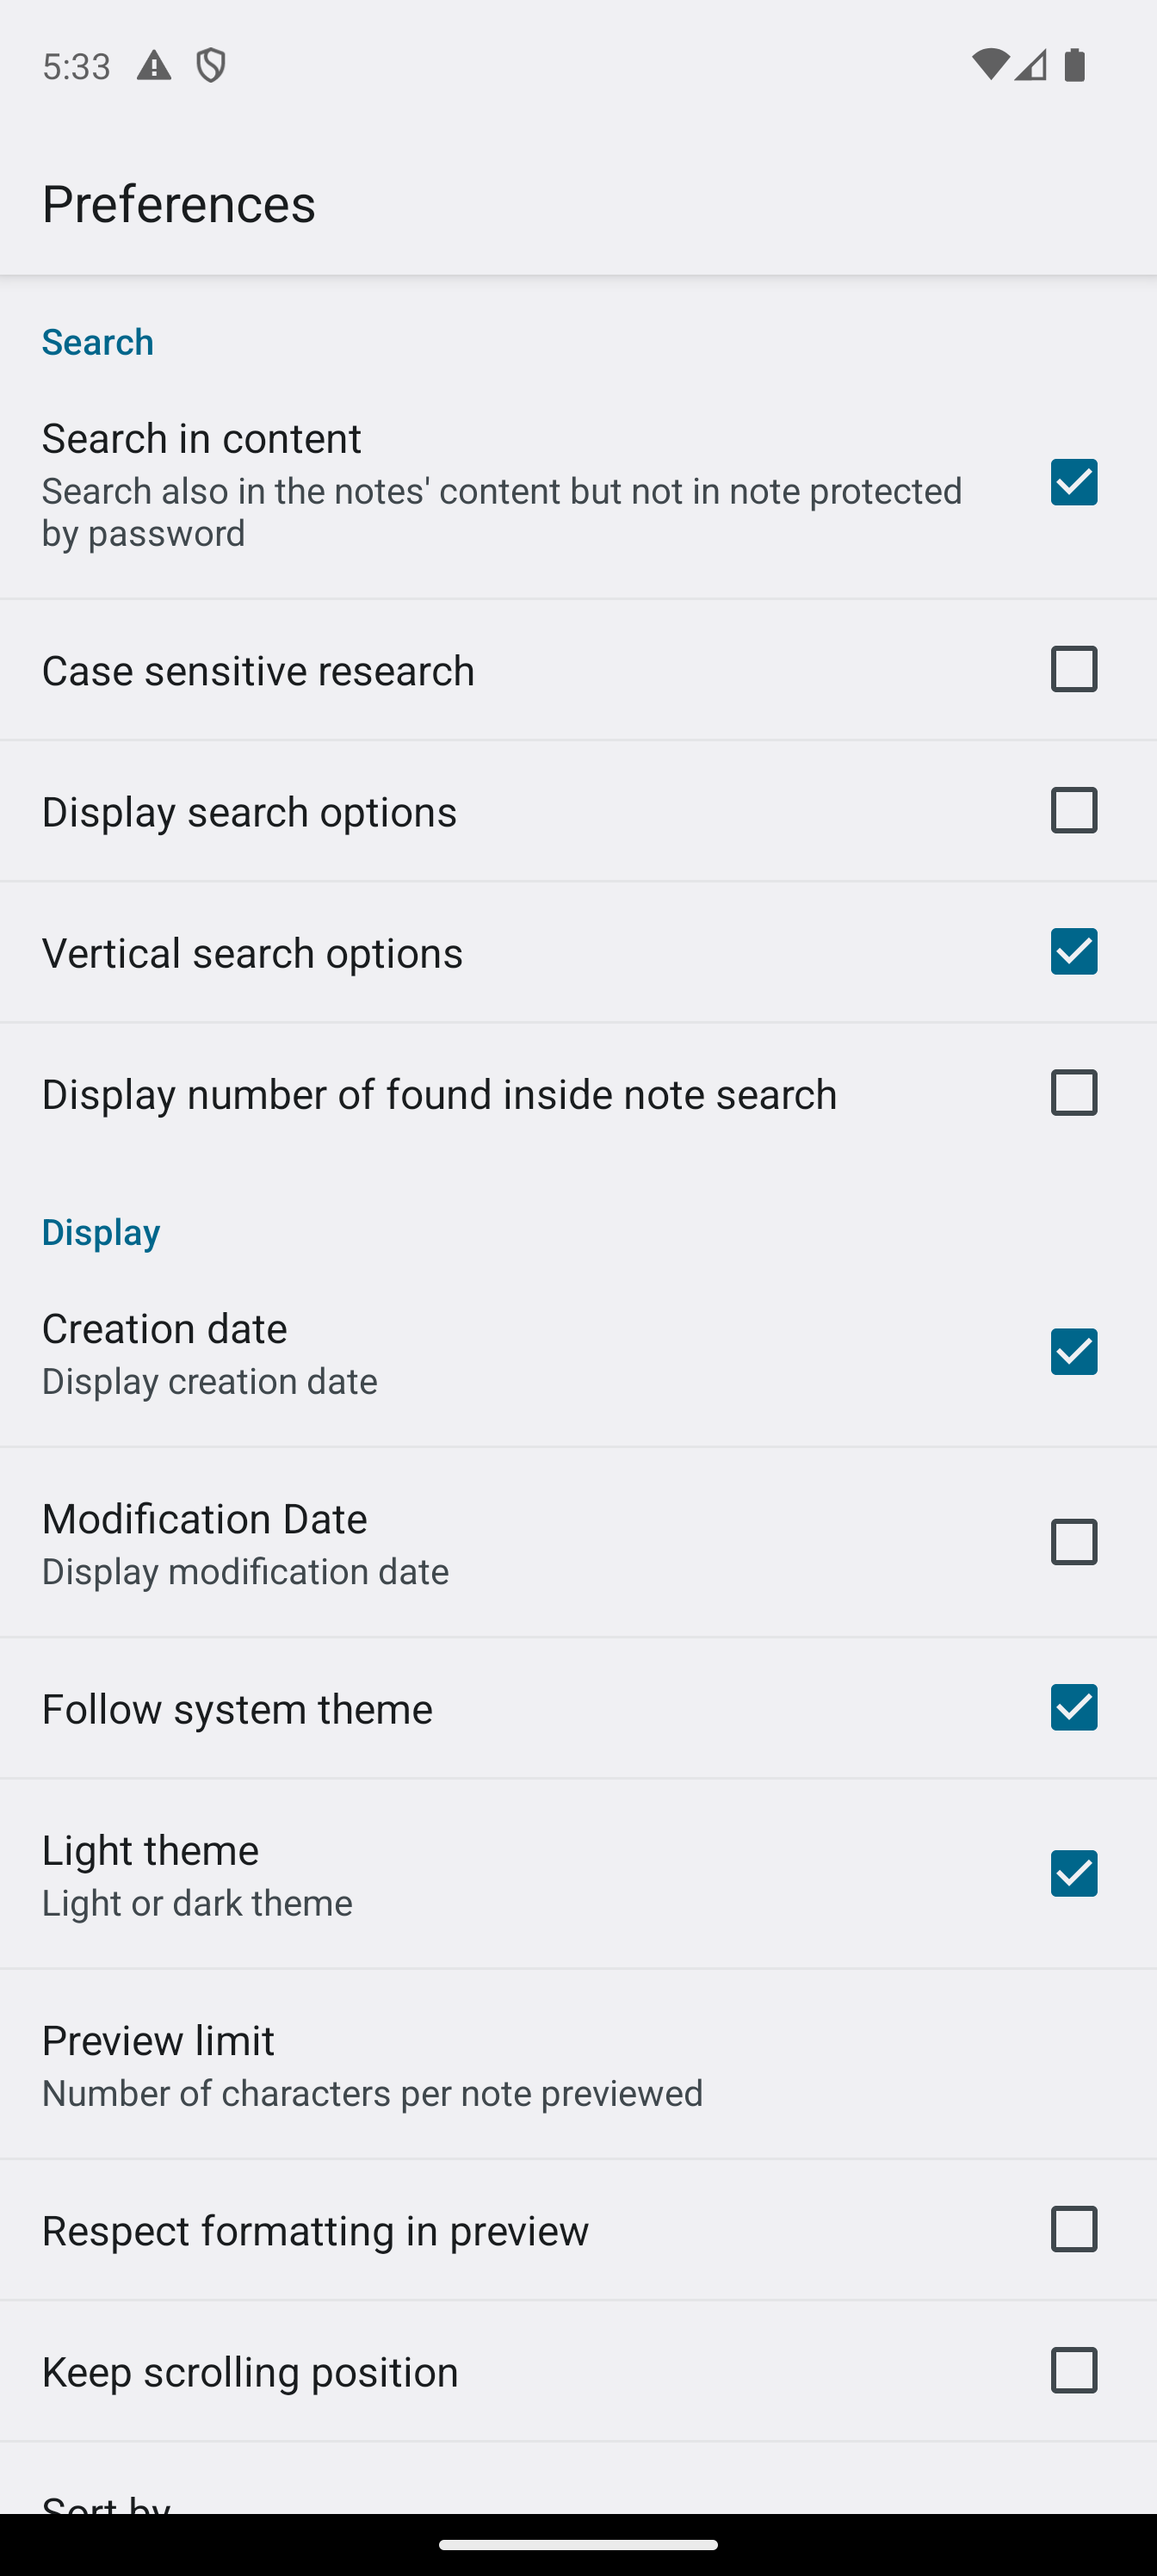 5:33
Preferences
Search
Search in content
Search also in the notes' content but not in note protected
by password
Case sensitive research
Display search options
Vertical search options
Display number of found inside note search
Display
Creation date
Display creation date
Modification Date
Display modification date
Follow system theme
Light theme
Light or dark theme
Preview limit
Number of characters per note previewed
Respect formatting in preview
Keep scrolling position
Sort by